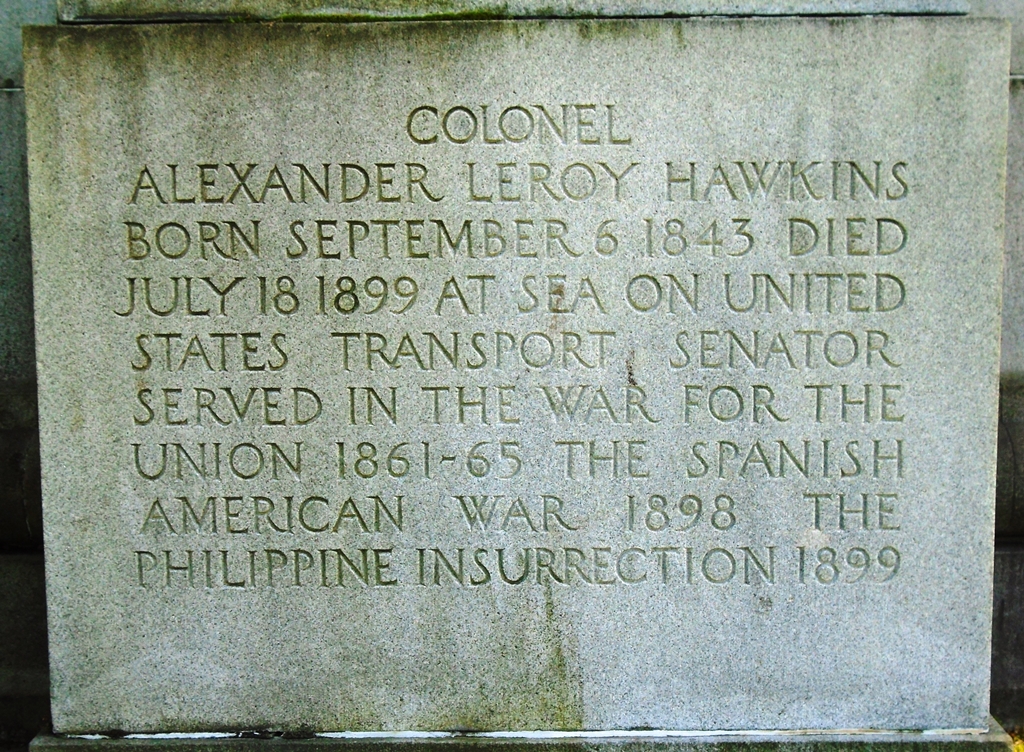 COLONEL
ALEXANDER LEROY HAWKINS
BORN SEPTEMBER 6 1843 DIED
JULY 18 1899 AT SEA ON UNITED
STATES TRANSPORT SENATOR
SERVED IN THE WAR FOR THE
UNION 1861-65 THE SPANISH
AMERICAN WAR 1898 THE
PHILIPPINE INSURRECTION 1899